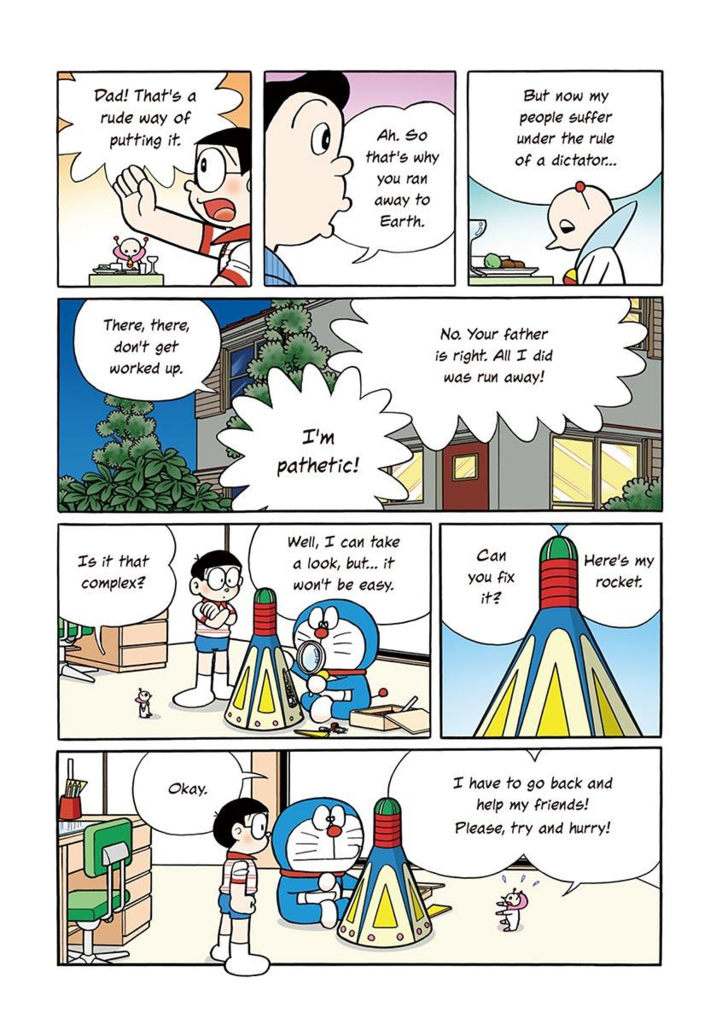 But now my
people suffer
under the rule
of a dictator...
Ah. So
that's why
you ran
away to
Earth.
Dad! That's a
rude way of
putting it.
No. Your father
is right. All I did
was run away!
I'm
pathetic!
There, there,
don't get
worked up.
Here's my
rocket.
Can
you fix
it?
Well, I can take
a look, but... it
won't be easy.
Is it that
complex?
I have to go back and
help my friends!
Please, try and hurry!
Okay.